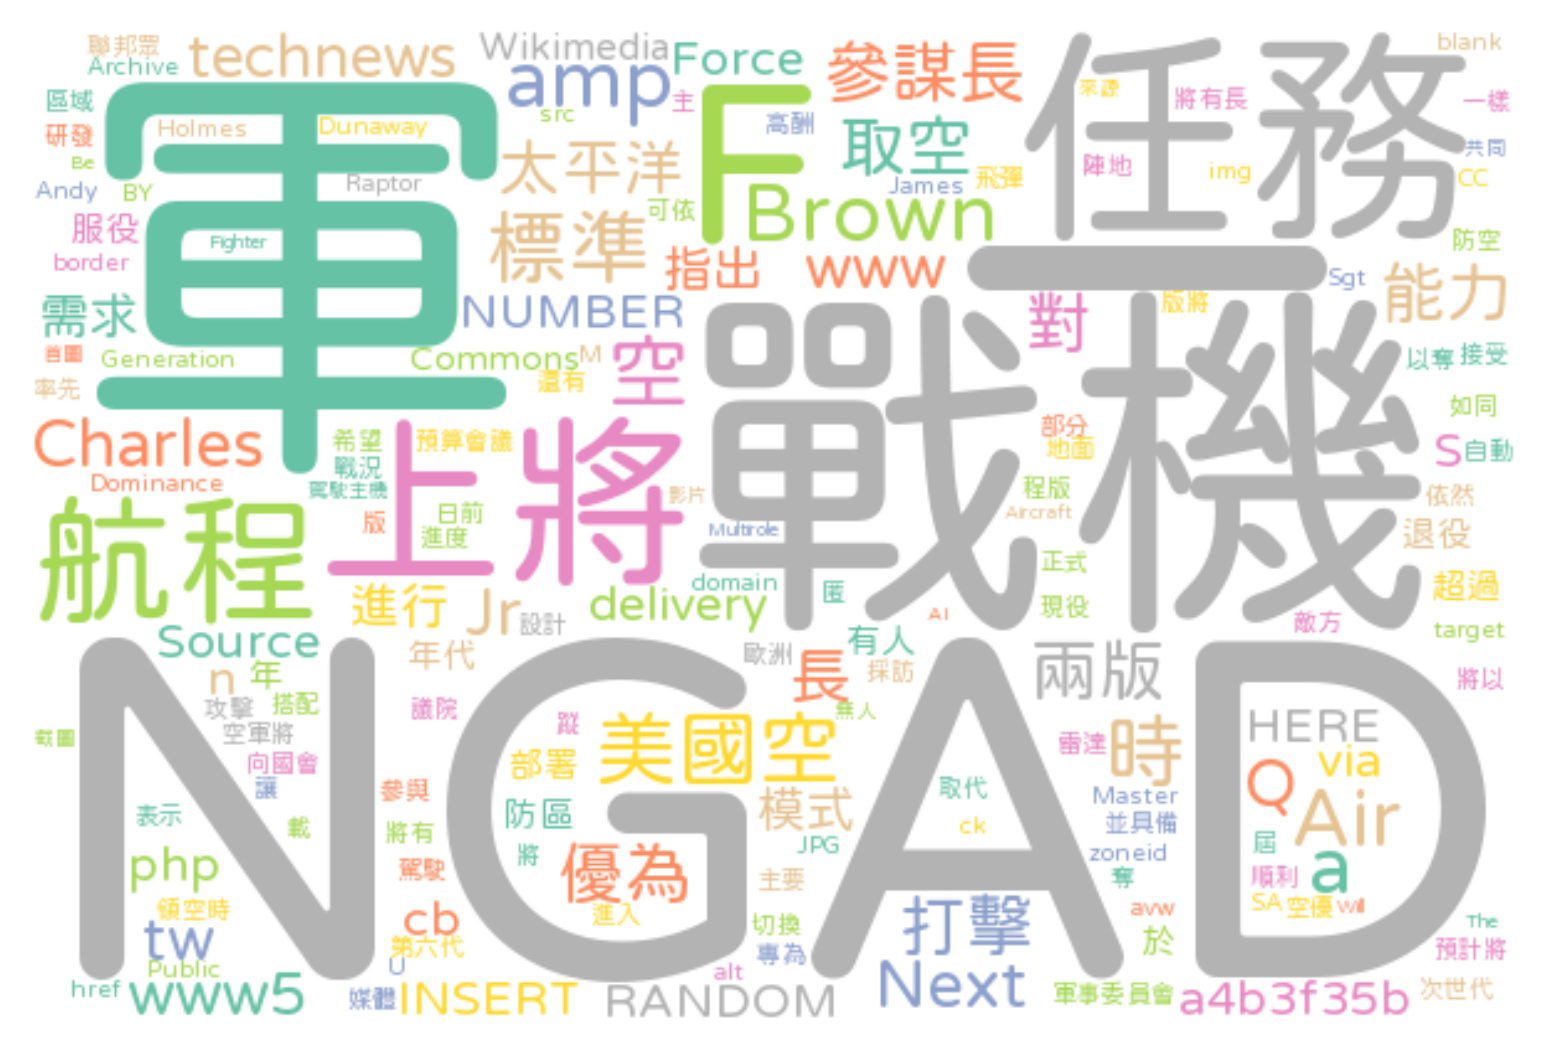 聯邦眾
technews
Wikimedia
Force
參謀長
任務
blank
Archive
amp
F
來源
區域
軍
src
主
高酬
取空
將有長
一樣
研發
Holmes
Dunaway
太平洋
陣地
img
共同
Be
Andy
BY
Raptor
James
飛彈
CC
服役
Fighter
標準
可依
Brown
防空
border
指出
www
一
Sgt
能力
需求
NUMBER
對
版將
首圖
Generation
Commons
M
空
戰機
以奪
接受
率先
還有
如同
Charles
希望
預算會議
上將
部分
地面
S
自動
Dominance
戰況
駕駛主機
影片
程版
依然
航程
版
日前
進度
Multirole
Aircraft
退役
domain
匿
正式
超過
進行
Jr
設計
delivery
AI
現役
敵方
target
Source
年代
歐洲
有人
兩版
n
年
長
採訪
將以
攻擊
搭配
議院
蹤
無人
截圖
NGAD
空軍將
美國空
雷達
時
HERE
向國會
部署
via
讓
參與
模式
取代
Master
Q
Air
表示
載
將有
防區
ck
並具備
php
將
JPG
zoneid
屆
a
駕駛
優為
主要
奪
順利
領空時
cb
進入
切換
打擊
avw
SA
空優
will
The
tw
第六代
專為
於
預計將
Public
U
alt
href
www5
媒體
INSERT
RANDOM
Next
軍事委員會
a4b3f35b
次世代